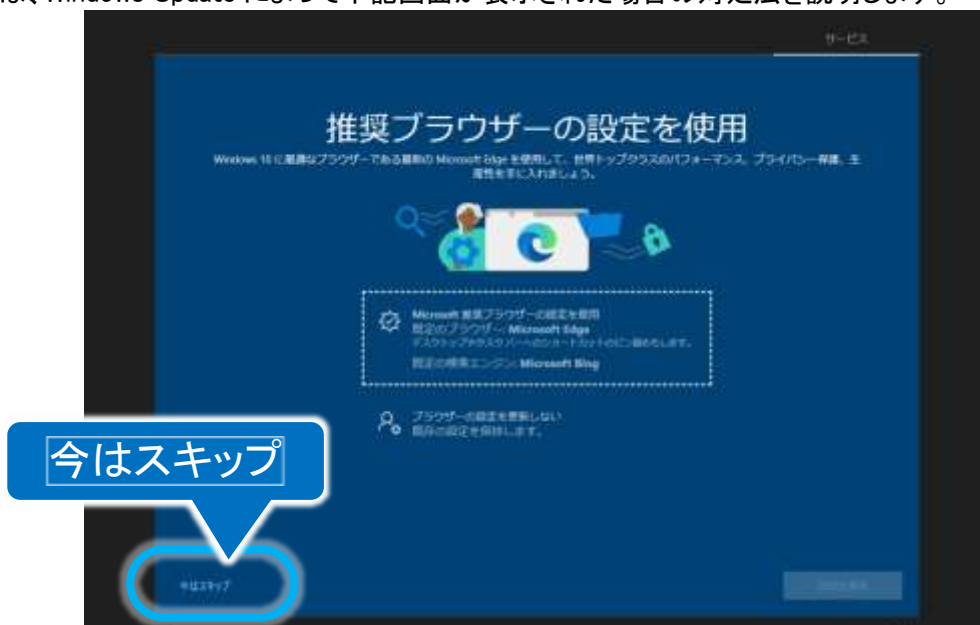 は、Windows Update によって下記画面が表示された場合の対処法を説明します。
サービス
推奨ブラウザーの設定を使用
Windows 10 に最適なブラウザーである最新の Microsoft Edge を使用して、世界トップクラスのパフォーマンス、プライバシー保護、生
産性を手に入れましょう。
Microsoft 推奨ブラウザーの設定を使用
既定のブラウザー: Microsoft Edge
デスクトップやタスク バーへのショートカットのピン留めもします。
既定の検索エンジン: Microsoft Bing
ブラウザーの設定を更新しない
既存の設定を保持します。
今はスキップ
今はスキップ